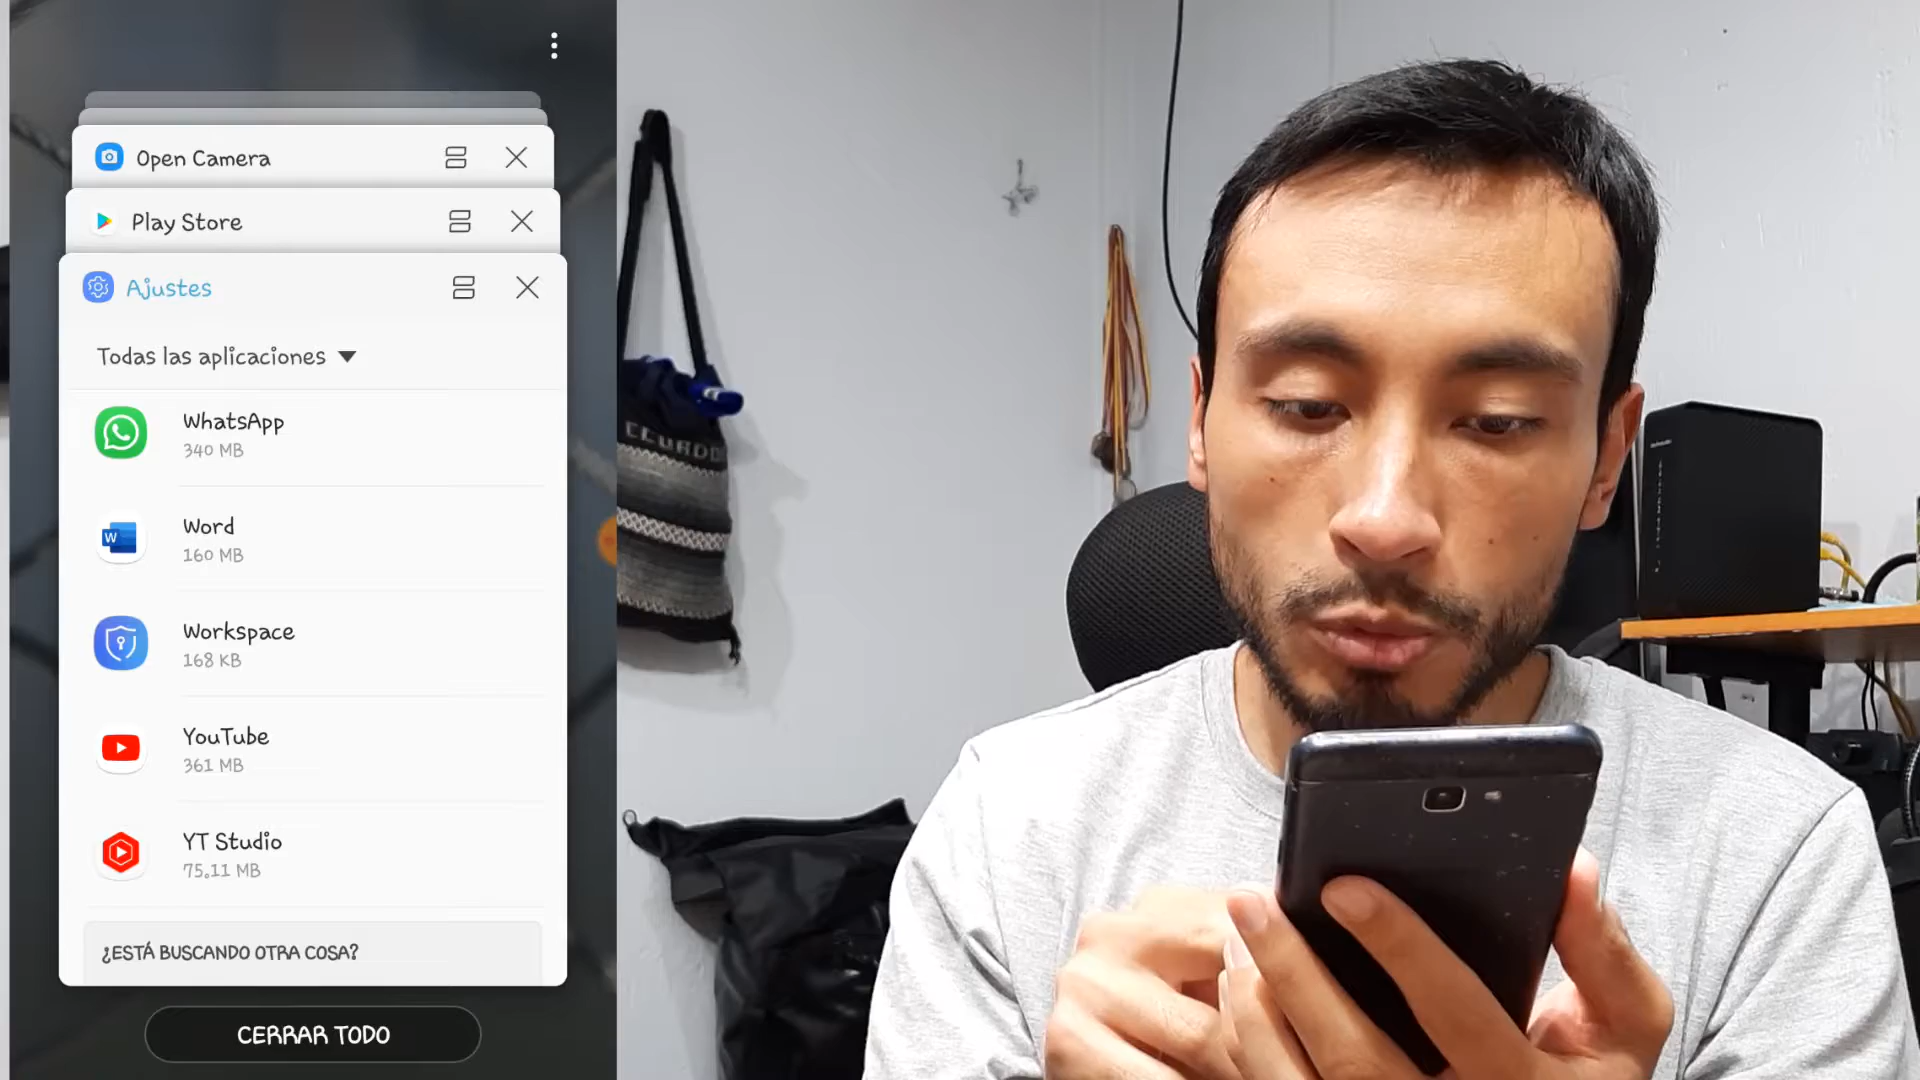 Open Camera
Play Store
Ajustes
Todas las aplicaciones
WhatsApp
340 MB
Word
160 MB
Workspace
168 KB
YouTube
361 MB
YT Studio
75.11 MB
¿ESTÁ BUSCANDO OTRA COSA?
CERRAR TODO